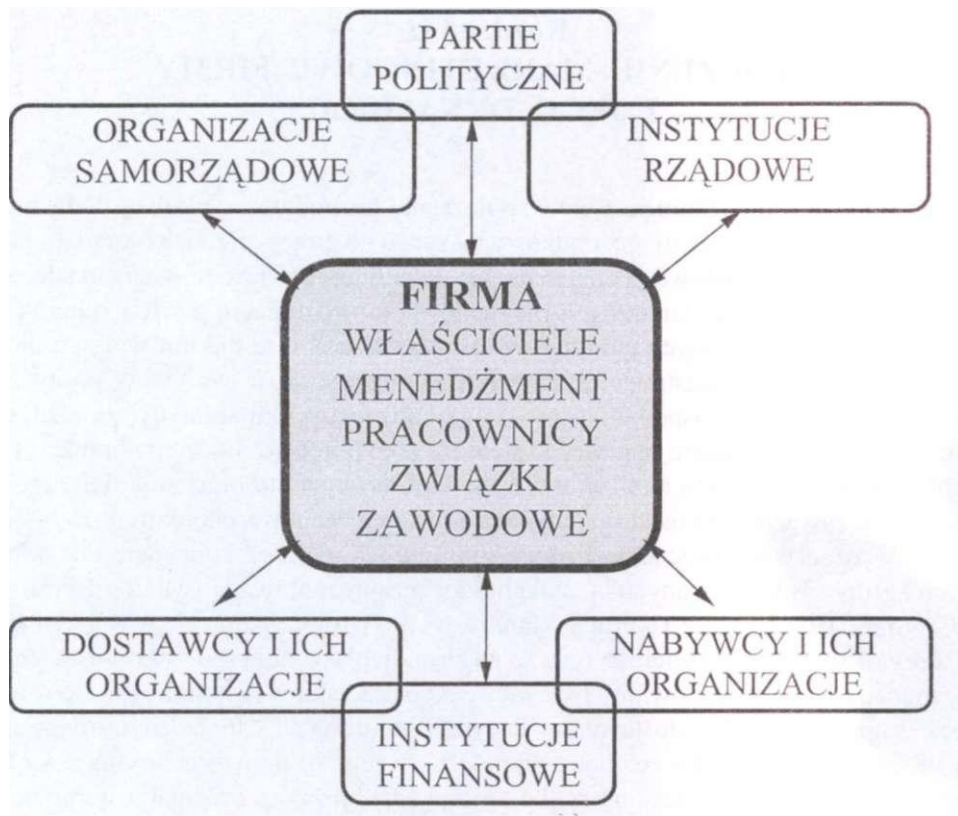 PARTIE
POLITYCZNE
ORGANIZACJE
SAMORZĄDOWE
INSTYTUCJE
RZĄDOWE
FIRMA
WŁAŚCICIELE
MENEDŻMENT
PRACOWNICY
ZWIĄZKI
ZAWODOWE
DOSTAWCY I ICH
ORGANIZACJE
NABYWCY I ICH
ORGANIZACJE
INSTYTUCJE
FINANSOWE